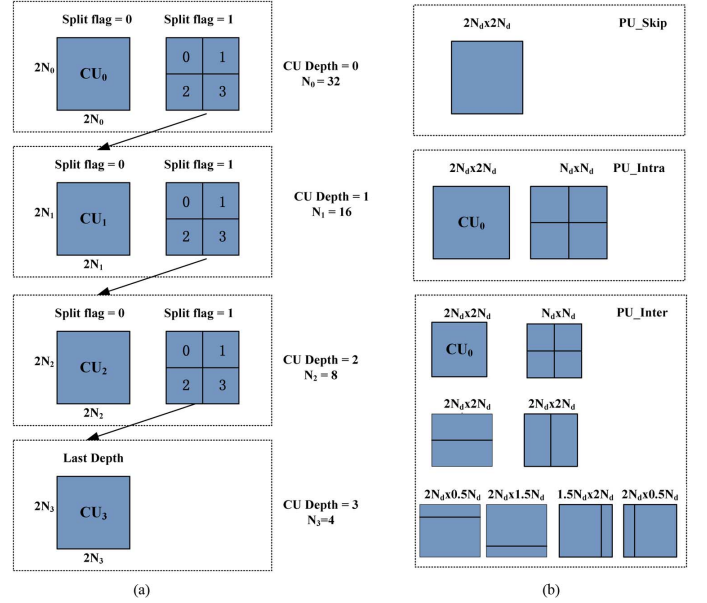 Split flag = 0 Split flag = 1
2N0 CU0 0 1
2 3
2N0
CU Depth = 0
N0 = 32
Split flag = 0 Split flag = 1
2N1 CU1 0 1
2 3
2N1
CU Depth = 1
N1 = 16
Split flag = 0 Split flag = 1
2N2 CU2 0 1
2 3
2N2
CU Depth = 2
N2 = 8
Last Depth
2N3 CU3
2N3
CU Depth = 3
N3=4
(a)
2Ndx2Nd PU_Skip
2Ndx2Nd NdxNd PU_Intra
CU0
2Ndx2Nd NdxNd PU_Inter
CU0
2Ndx2Nd 2Ndx2Nd
2Ndx0.5Nd 2Ndx1.5Nd 1.5Ndx2Nd 2Ndx0.5Nd
(b)